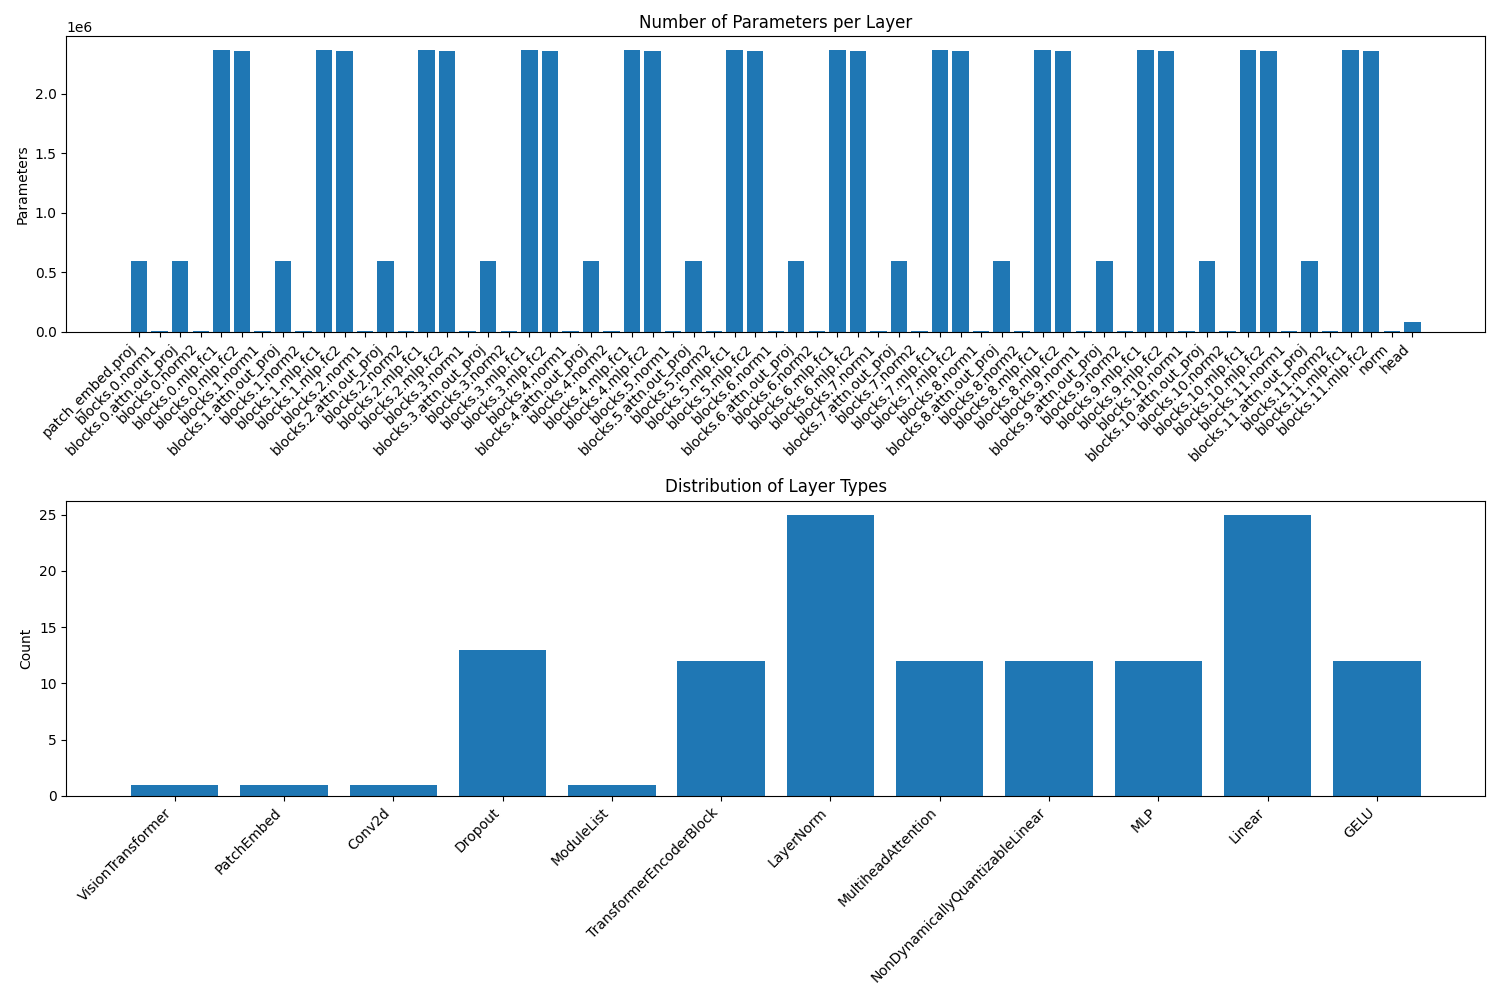 Number of Parameters per Layer
1e6
2.0
1.5
1.0
0.5
0.0
Parameters
patch_embed.proj
blocks.0.norm1
blocks.0.attn.out_proj
blocks.0.norm2
blocks.0.mlp.fc1
blocks.0.mlp.fc2
blocks.1.norm1
blocks.1.attn.out_proj
blocks.1.norm2
blocks.1.mlp.fc1
blocks.1.mlp.fc2
blocks.2.norm1
blocks.2.attn.out_proj
blocks.2.norm2
blocks.2.mlp.fc1
blocks.2.mlp.fc2
blocks.3.norm1
blocks.3.attn.out_proj
blocks.3.norm2
blocks.3.mlp.fc1
blocks.3.mlp.fc2
blocks.4.norm1
blocks.4.attn.out_proj
blocks.4.norm2
blocks.4.mlp.fc1
blocks.4.mlp.fc2
blocks.5.norm1
blocks.5.attn.out_proj
blocks.5.norm2
blocks.5.mlp.fc1
blocks.5.mlp.fc2
blocks.6.norm1
blocks.6.attn.out_proj
blocks.6.norm2
blocks.6.mlp.fc1
blocks.6.mlp.fc2
blocks.7.norm1
blocks.7.attn.out_proj
blocks.7.norm2
blocks.7.mlp.fc1
blocks.7.mlp.fc2
blocks.8.norm1
blocks.8.attn.out_proj
blocks.8.norm2
blocks.8.mlp.fc1
blocks.8.mlp.fc2
blocks.9.norm1
blocks.9.attn.out_proj
blocks.9.norm2
blocks.9.mlp.fc1
blocks.9.mlp.fc2
blocks.10.norm1
blocks.10.attn.out_proj
blocks.10.norm2
blocks.10.mlp.fc1
blocks.10.mlp.fc2
blocks.11.norm1
blocks.11.attn.out_proj
blocks.11.norm2
blocks.11.mlp.fc1
blocks.11.mlp.fc2
norm
head
Distribution of Layer Types
25
20
15
10
5
0
Count
VisionTransformer
PatchEmbed
Conv2d
Dropout
ModuleList
TransformerEncoderBlock
LayerNorm
MultiheadAttention
NonDynamicallyQuantizableLinear
MLP
Linear
GELU